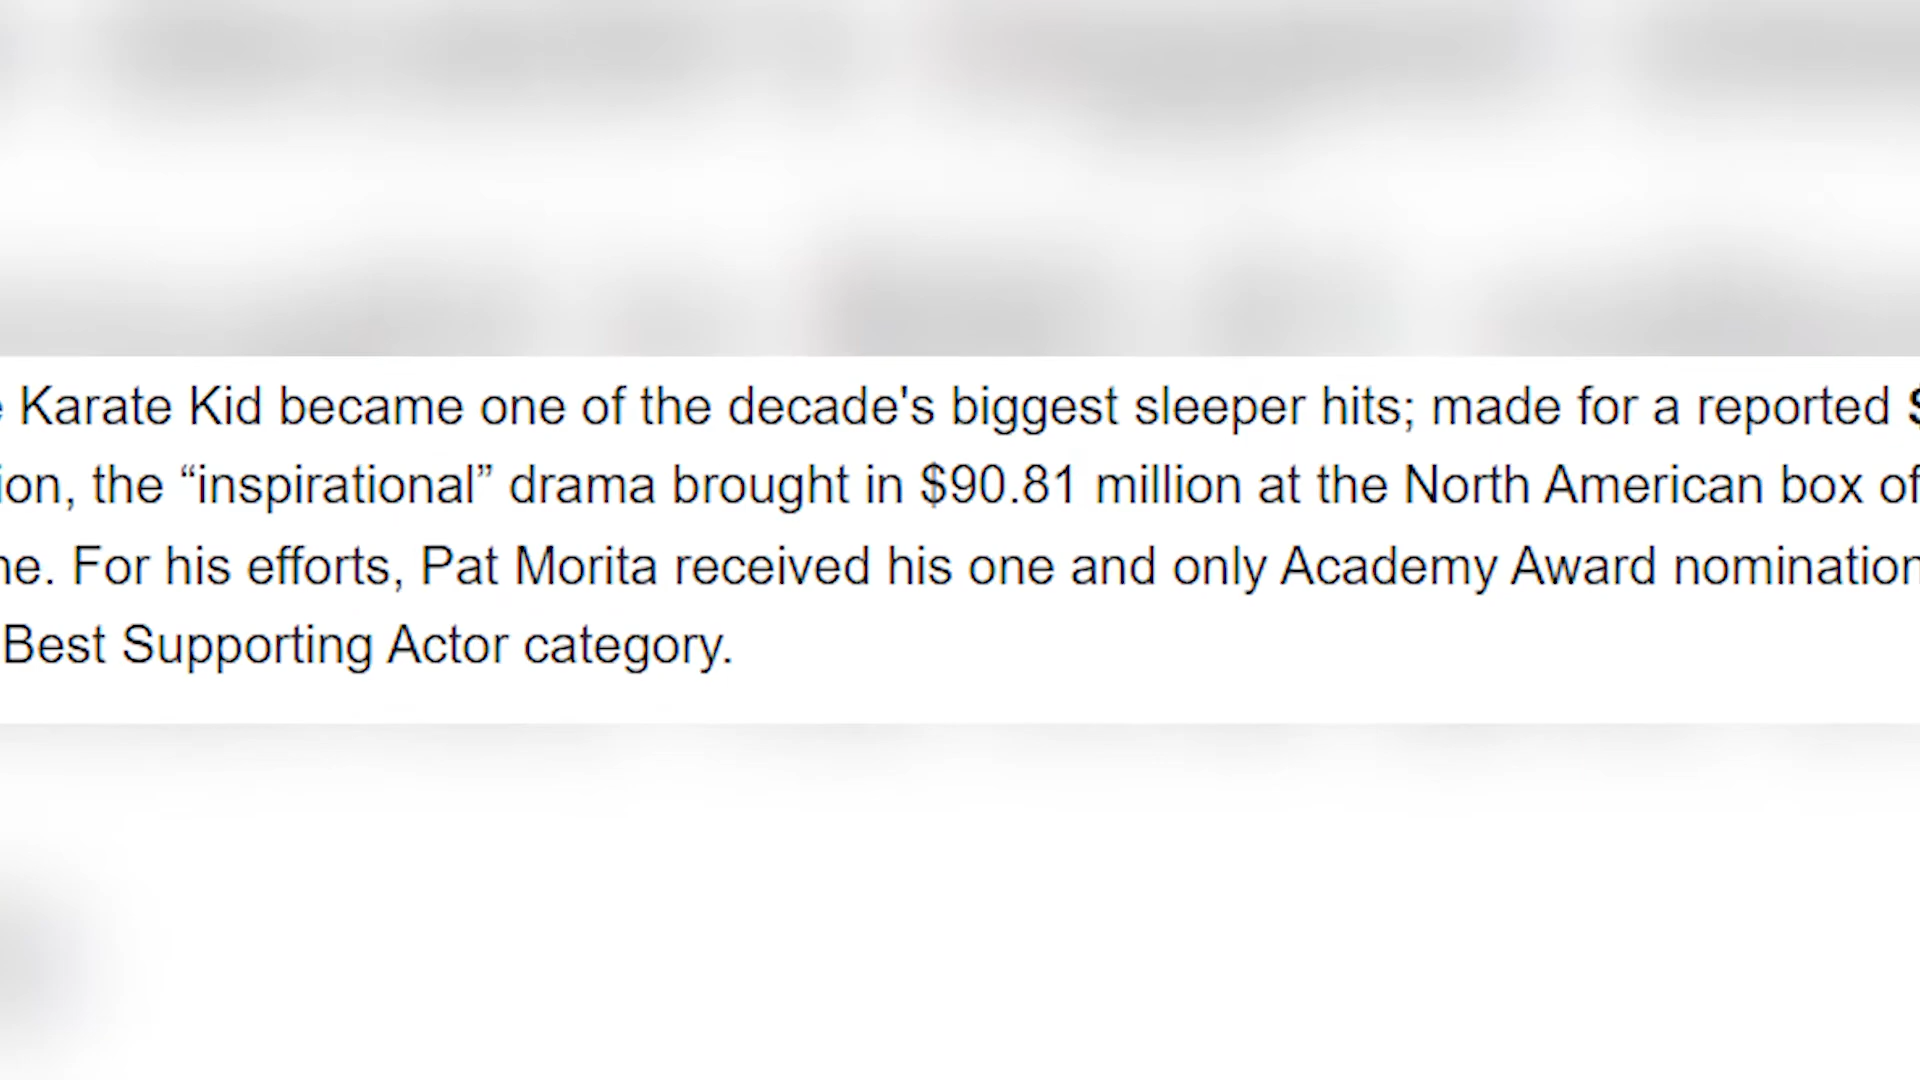 Karate Kid became one of the decade's biggest sleeper hits; made for a reported $
ion, the “inspirational” drama brought in $90.81 million at the North American box of
ne. For his efforts, Pat Morita received his one and only Academy Award nomination
Best Supporting Actor category.